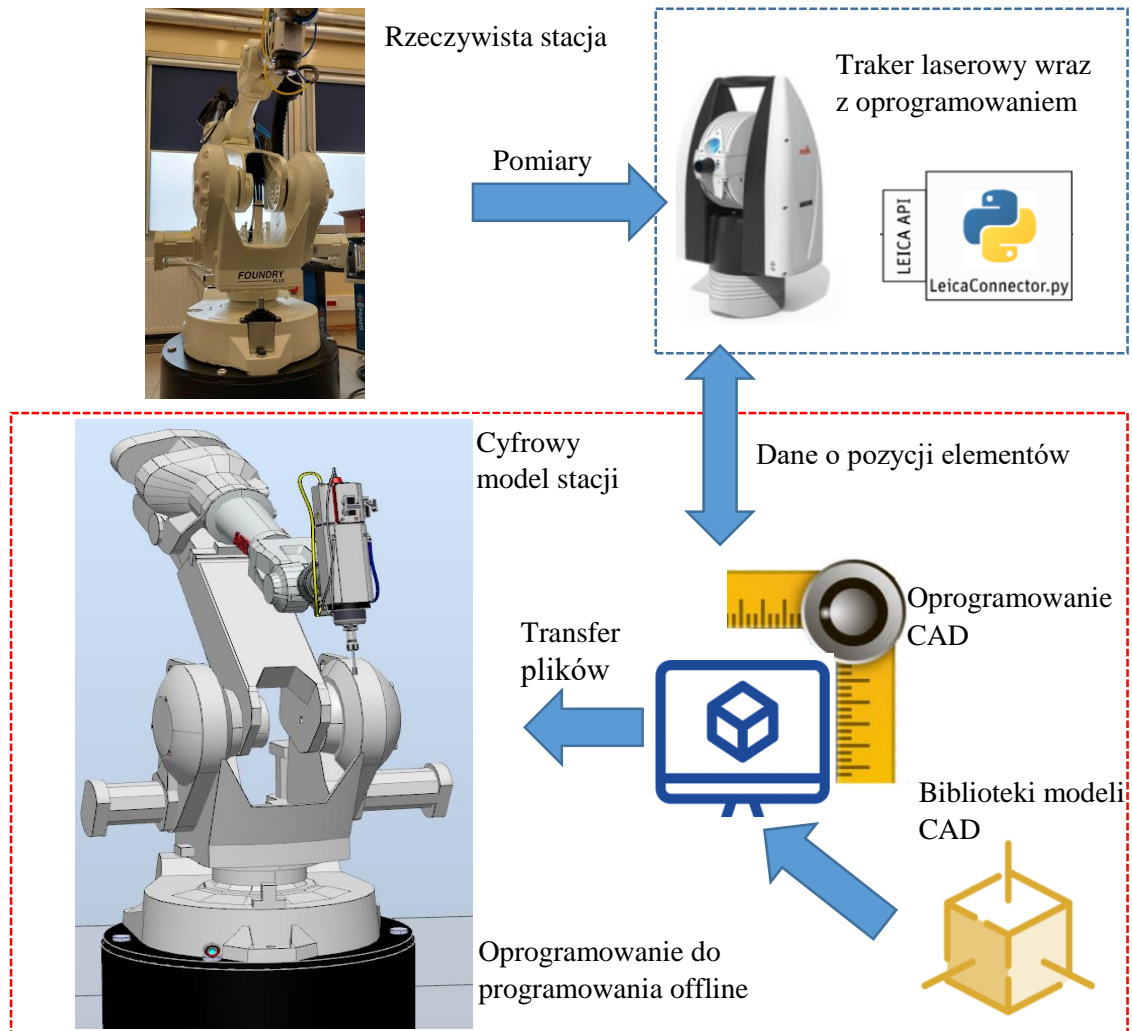 Rzeczywista stacja
Traker laserowy wraz
z oprogramowaniem
Pomiary
LEICA API
LeicaConnector.py
FOUNDRY
PLUS
Cyfrowy
model stacji
Dane o pozycji elementów
Oprogramowanie
CAD
Transfer
plików
Biblioteki modeli
CAD
Oprogramowanie do
programowania offline